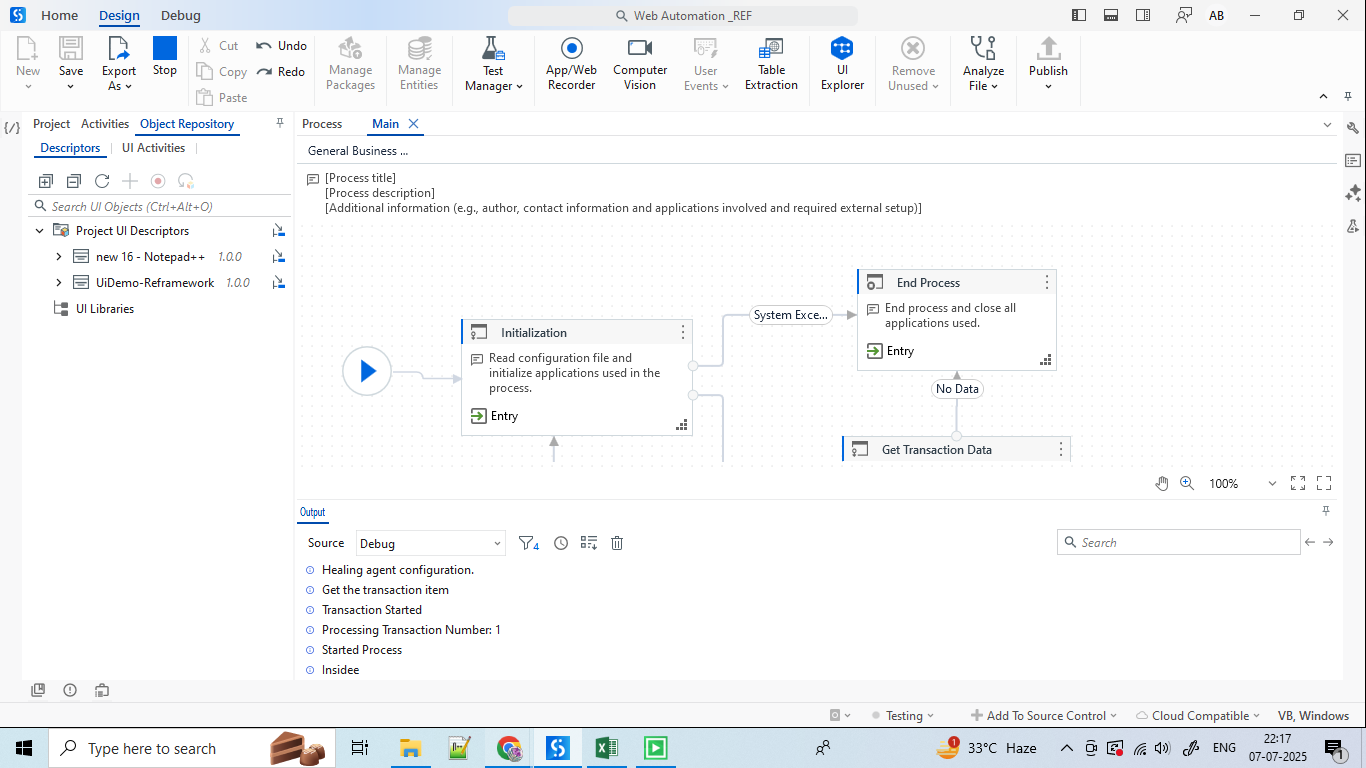 Home Design Debug
Web Automation _REF
AB
New
Save
Export As
Stop
Cut
Copy
Paste
Undo
Redo
Manage Packages
Manage Entities
Test Manager
App/Web Recorder
Computer Vision
User Events
Table Extraction
UI Explorer
Remove Unused
Analyze File
Publish
Project Activities Object Repository
Descriptors UI Activities
Search UI Objects (Ctrl+Alt+O)
Project UI Descriptors
new 16 - Notepad++ 1.0.0
UiDemo-Reframework 1.0.0
UI Libraries
Process Main
General Business ...
[Process title]
[Process description]
[Additional information (e.g., author, contact information and applications involved and required external setup)]
Initialization
Read configuration file and
initialize applications used in the
process.
Entry
System Exce...
End Process
End process and close all
applications used.
Entry
No Data
Get Transaction Data
100%
Output
Source Debug
4
Search
Healing agent configuration.
Get the transaction item
Transaction Started
Processing Transaction Number: 1
Started Process
Insidee
Testing
Add To Source Control
Cloud Compatible
VB, Windows
Type here to search
1
33°C Haze
ENG
22:17
07-07-2025
1